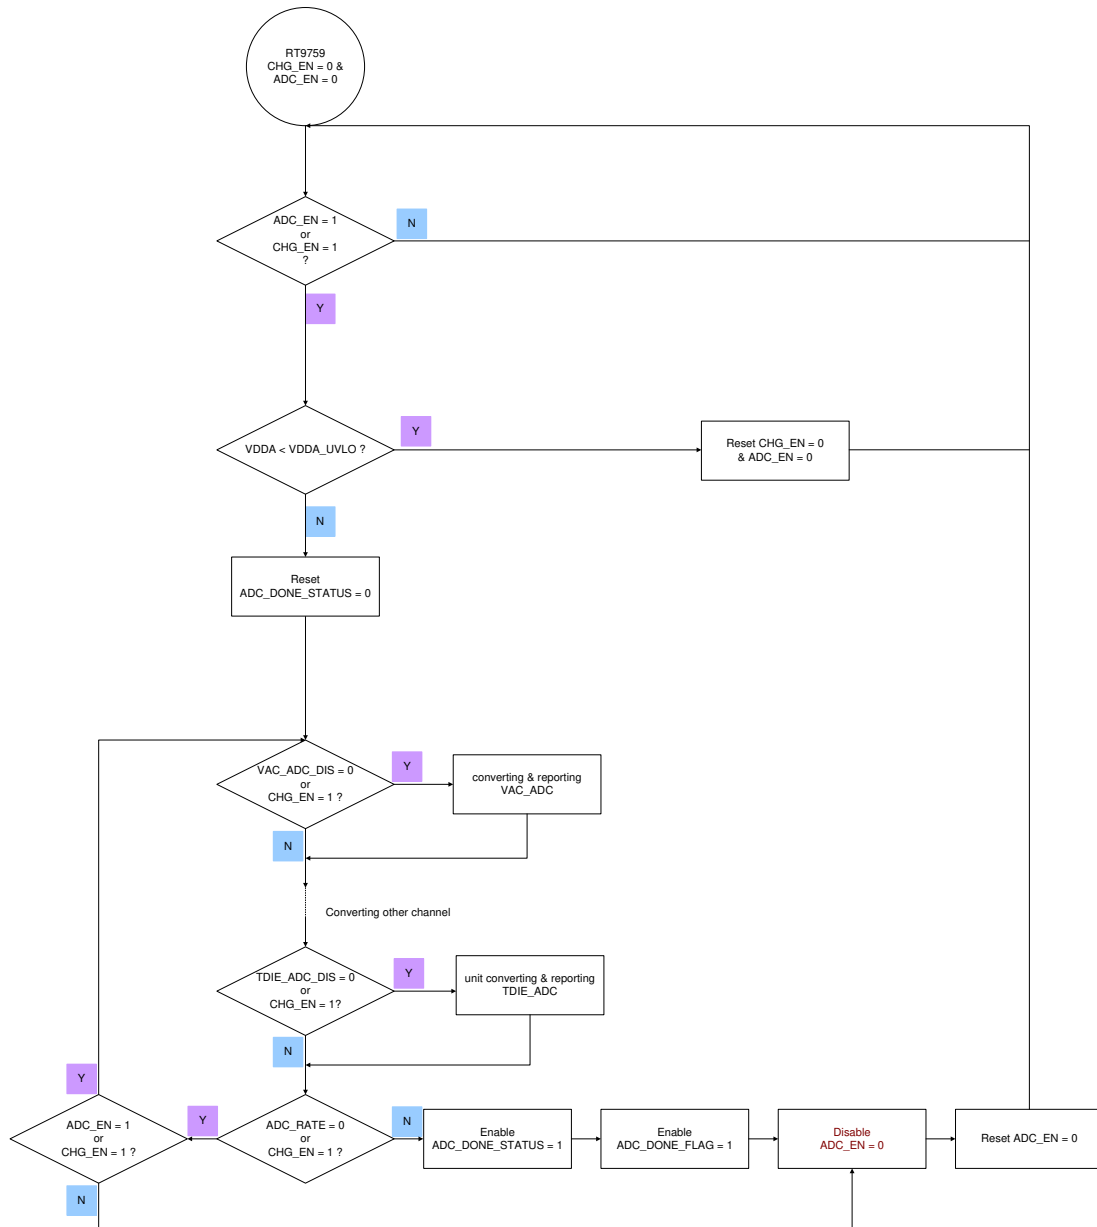 RT9759
CHG_EN = 0 &
ADC_EN = 0
ADC_EN = 1
or
CHG_EN = 1
?
N
Y
VDDA < VDDA_UVLO ?
Y
Reset CHG_EN = 0
& ADC_EN = 0
N
Reset
ADC_DONE_STATUS = 0
VAC_ADC_DIS = 0
or
CHG_EN = 1 ?
Y
converting & reporting
VAC_ADC
N
Converting other channel
TDIE_ADC_DIS = 0
or
CHG_EN = 1?
Y
unit converting & reporting
TDIE_ADC
N
Y
ADC_EN = 1
or
CHG_EN = 1 ?
Y
ADC_RATE = 0
or
CHG_EN = 1 ?
N
Enable
ADC_DONE_STATUS = 1
Enable
ADC_DONE_FLAG = 1
Disable
ADC_EN = 0
Reset ADC_EN = 0
N